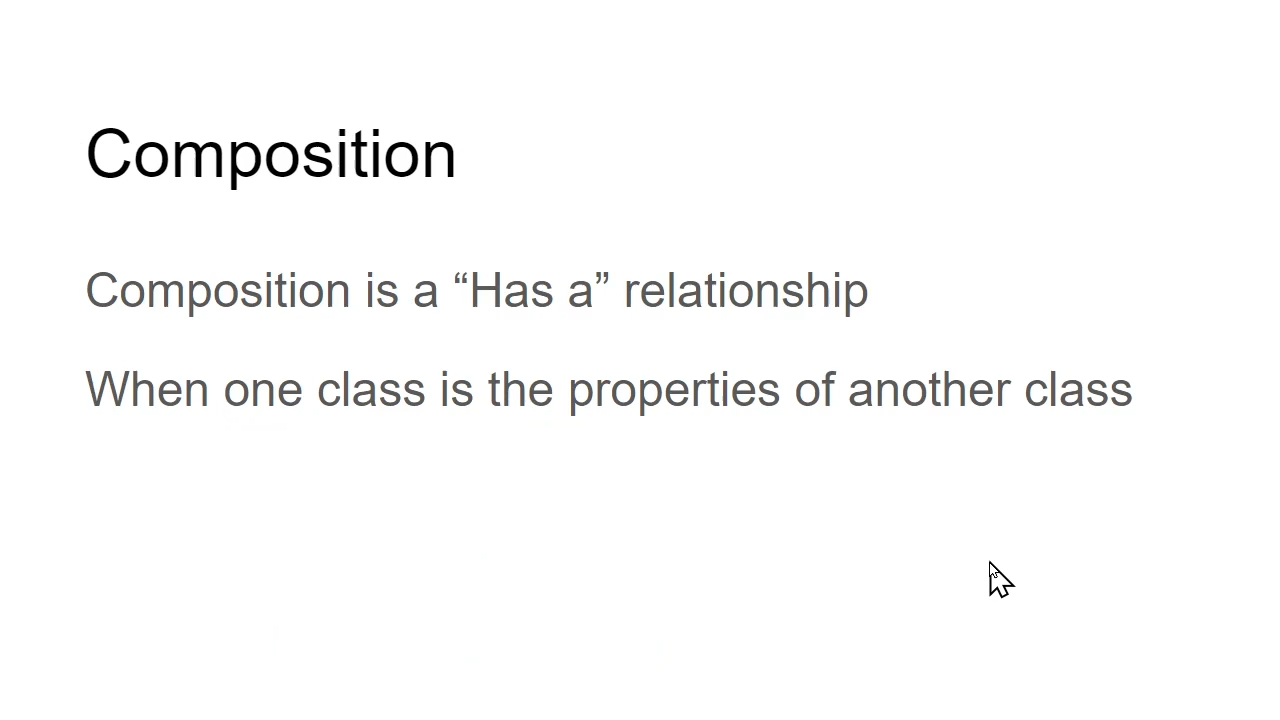 Composition
Composition is a “Has a” relationship
When one class is the properties of another class